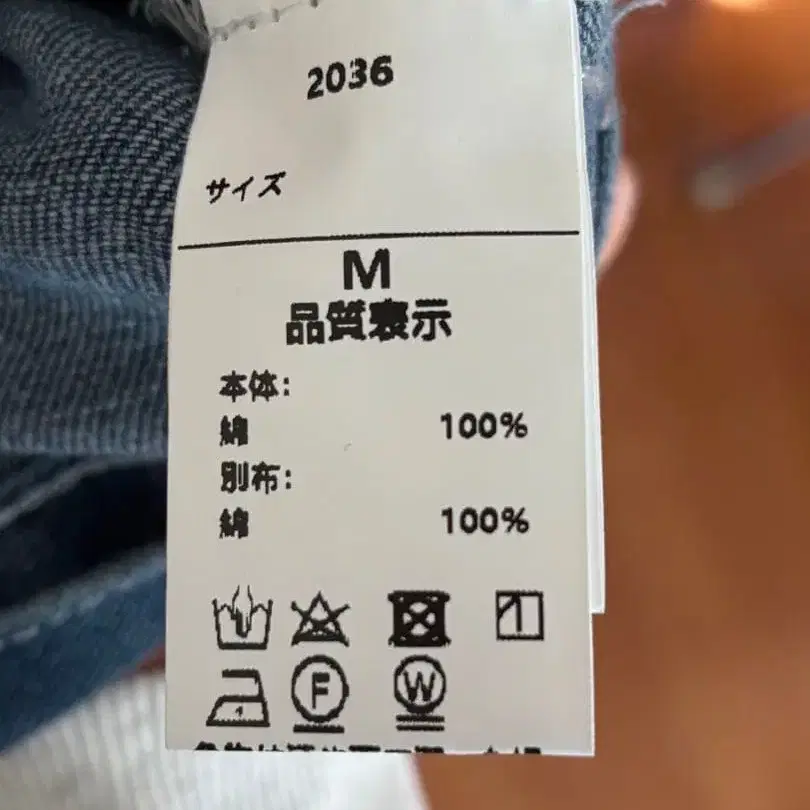 2036
サイズ
M
品質表示
本体:
綿 100%
別布:
綿 100%
F W